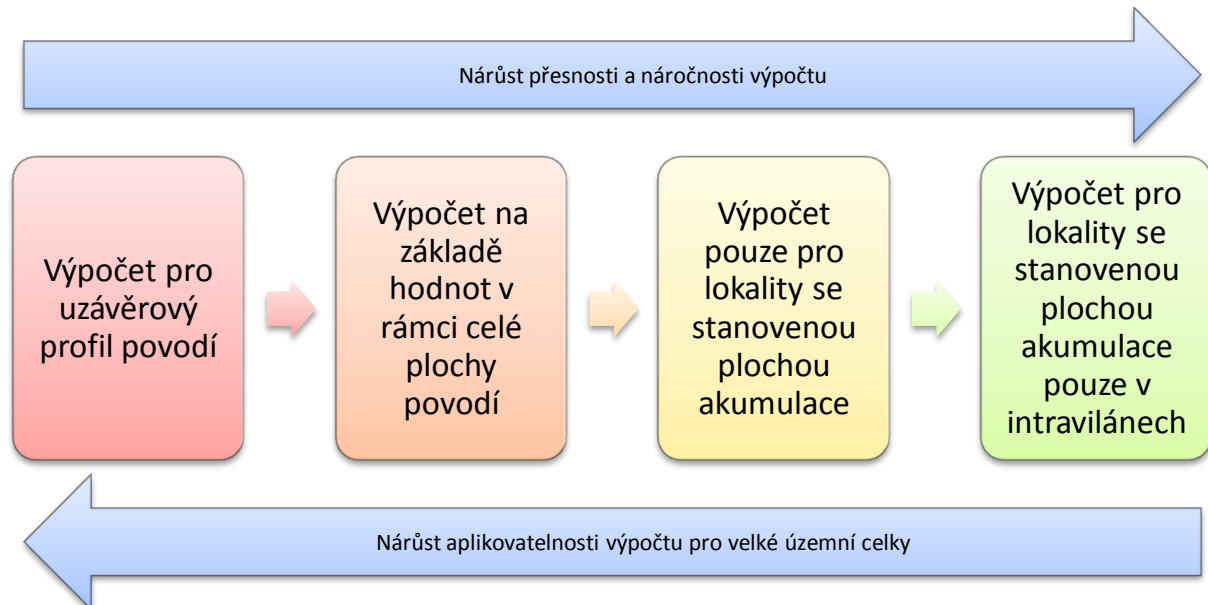 Nárůst přesnosti a náročnosti výpočtu
Výpočet pro
uzávěrový
profil povodí
Výpočet na
základě
hodnot v
rámci celé
plochy
povodí
Výpočet
pouze pro
lokality se
stanovenou
plochou
akumulace
Výpočet pro
lokality se
stanovenou
plochou
akumulace
pouze v
intravilánech
Nárůst aplikovatelnosti výpočtu pro velké územní celky